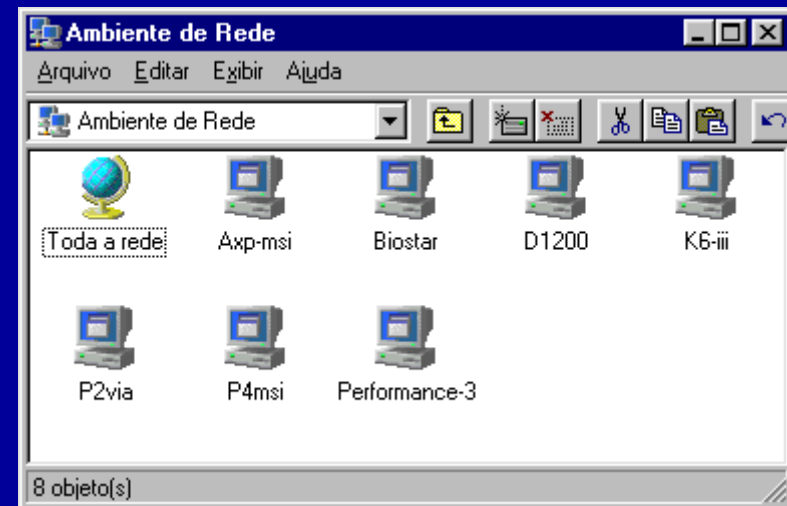 Ambiente de Rede
Arquivo Editar Exibir Ajuda
Ambiente de Rede
Toda a rede Axp-msi Biostar D1200 K6-iii
P2via P4msi Performance-3
8 objeto(s)